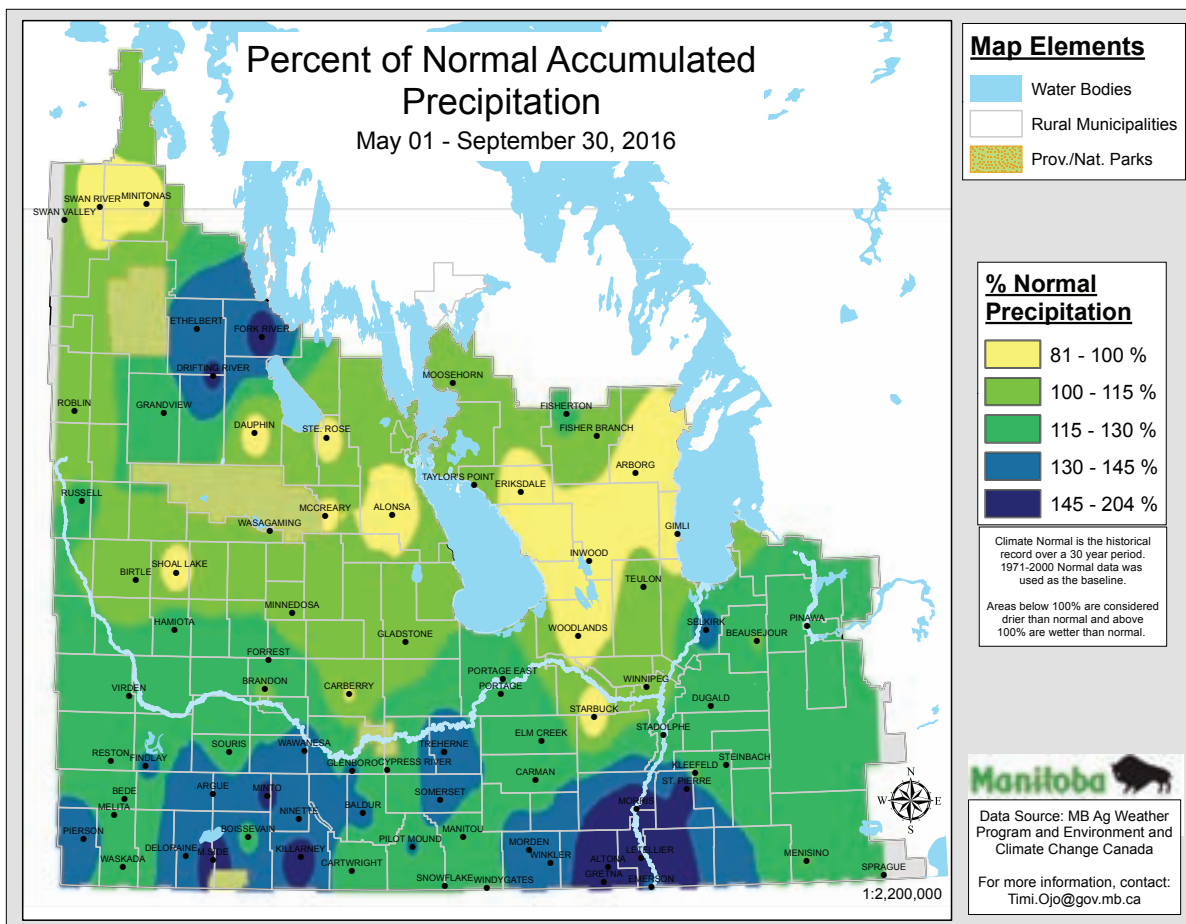 Percent of Normal Accumulated
Precipitation
May 01 - September 30, 2016
Map Elements
Water Bodies
Rural Municipalities
Prov./Nat. Parks
% Normal
Precipitation
81 - 100 %
100 - 115 %
115 - 130 %
130 - 145 %
145 - 204 %
Climate Normal is the historical
record over a 30 year period.
1971-2000 Normal data was
used as the baseline.
Areas below 100% are considered
drier than normal and above
100% are wetter than normal.
SWAN RIVER
MINITONAS
SWAN VALLEY
ETHELBERT
FORK RIVER
DRIFTING RIVER
MOOSEHORN
ROBLIN
GRANDVIEW
DAUPHIN
STE. ROSE
FISHERTON
FISHER BRANCH
ARBORG
TAYLOR'S POINT
ERIKSDALE
RUSSELL
MCCREARY
ALONSA
WASAGAMING
GIMLI
INWOOD
SHOAL LAKE
BIRTLE
TEULON
MINNEDOSA
HAMIOTA
GLADSTONE
WOODLANDS
SELKIRK
BEAUSEJOUR
PINAWA
FORREST
BRANDON
CARBERRY
PORTAGE EAST
PORTAGE
WINNIPEG
VIRDEN
STARBUCK
DUGALD
STADOLPHE
ELM CREEK
RESTON
FINDLAY
SOURIS
WAWANESA
GLENBORO
CYPRESS RIVER
TREHERNE
KLEEFELD
STEINBACH
CARMAN
ST. PIERRE
BEDE
MELITA
ARGUE
MINTO
NINETTE
BALDUR
SOMERSET
MORRIS
PIERSON
BOISSEVAIN
PILOT MOUND
MANITOU
MORDEN
WINKLER
WASKADA
DELORAINE
M.SIDE
KILLARNEY
CARTWRIGHT
SNOWFLAKE
WINDYGATES
ALTONA
GRETNA
LETELLIER
EMERSON
MENISINO
SPRAGUE
N
W
E
S
1:2,200,000
Manitoba
Data Source: MB Ag Weather
Program and Environment and
Climate Change Canada
For more information, contact:
Timi.Ojo@gov.mb.ca